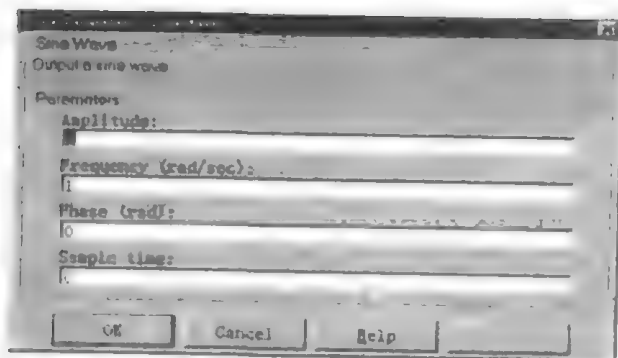 Sine Wave
Output a sine wave
Parameters
Amplitude:
Frequency (rad/sec):
1
Phase (rad):
0
Sample time:
OK Cancel Help